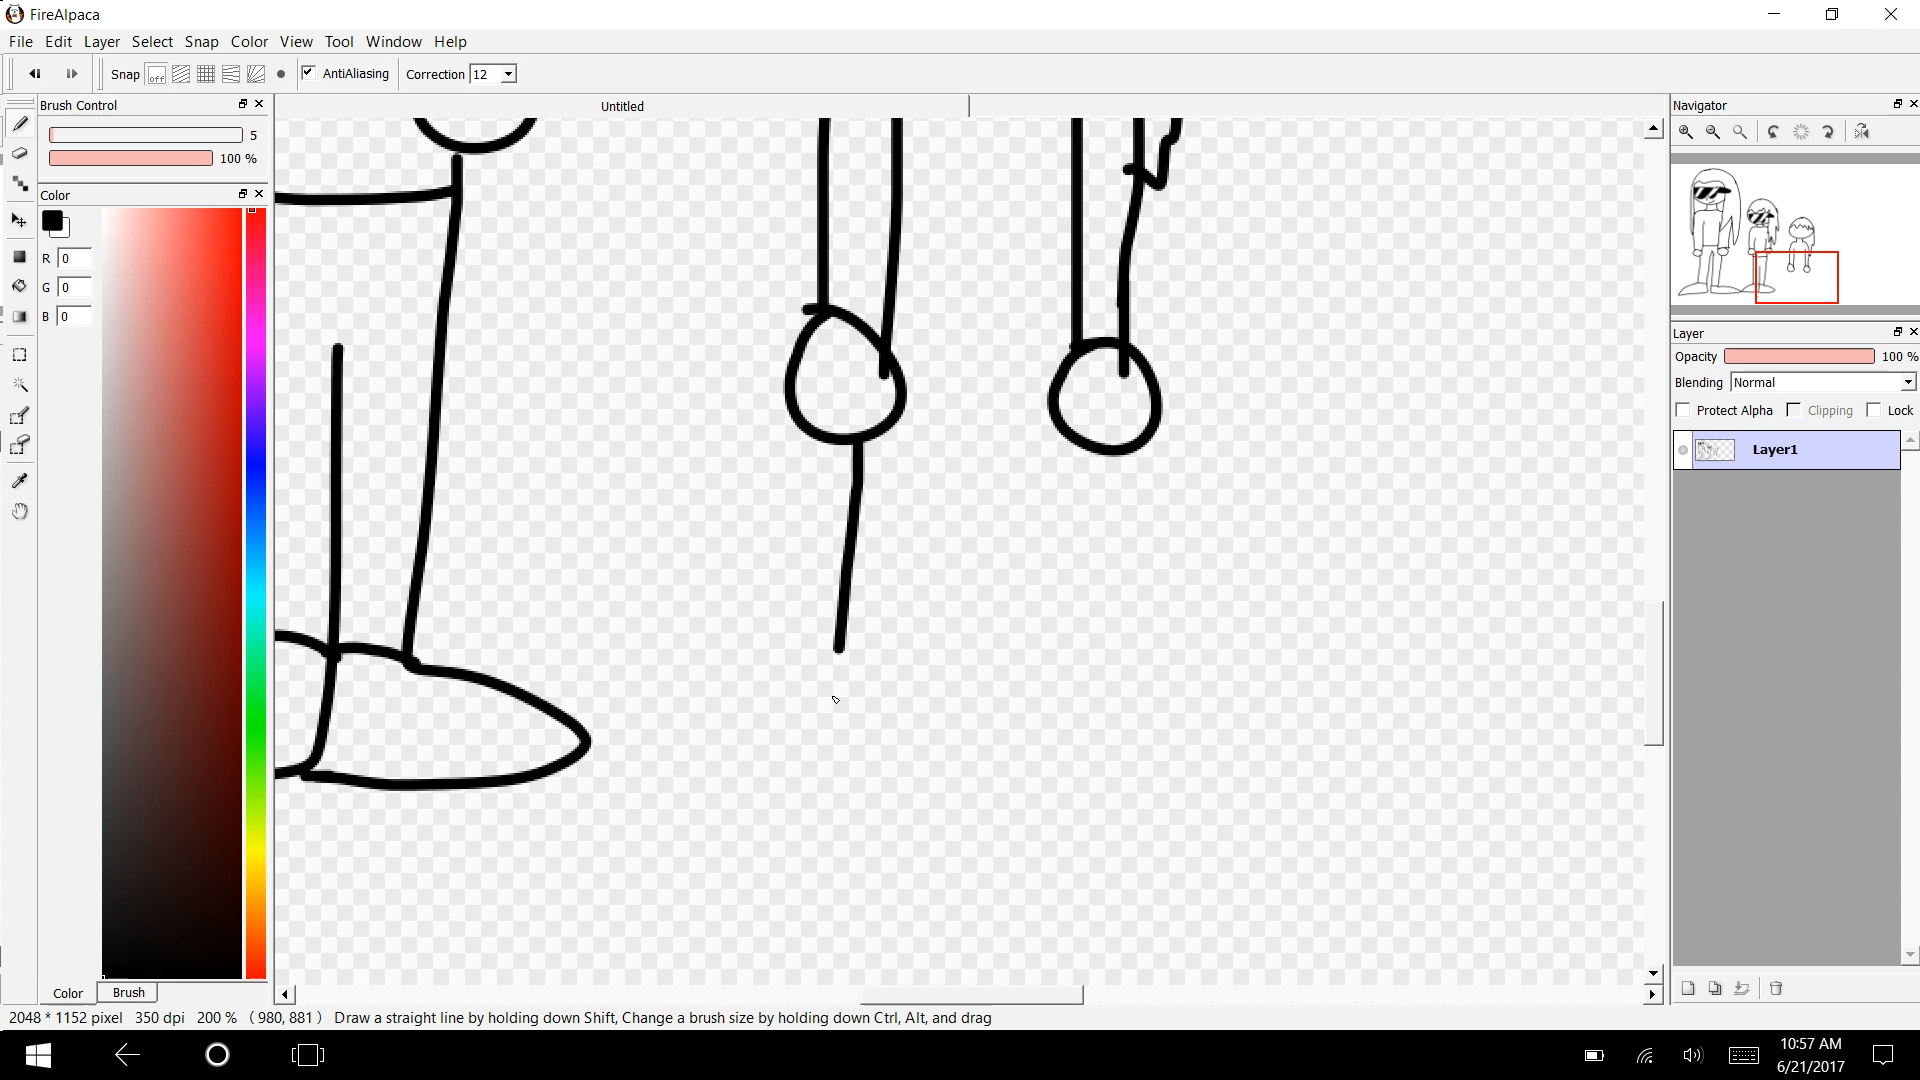 FireAlpaca
File Edit Layer Select Snap Color View Tool Window Help
Snap off AntiAliasing Correction 12
Brush Control
Untitled
Navigator
5
100 %
Color
R 0
G 0
B 0
Layer
Opacity 100 %
Blending Normal
Protect Alpha Clipping Lock
Layer1
Color Brush
2048 * 1152 pixel 350 dpi 200 % ( 980, 881 ) Draw a straight line by holding down Shift, Change a brush size by holding down Ctrl, Alt, and drag
10:57 AM
6/21/2017